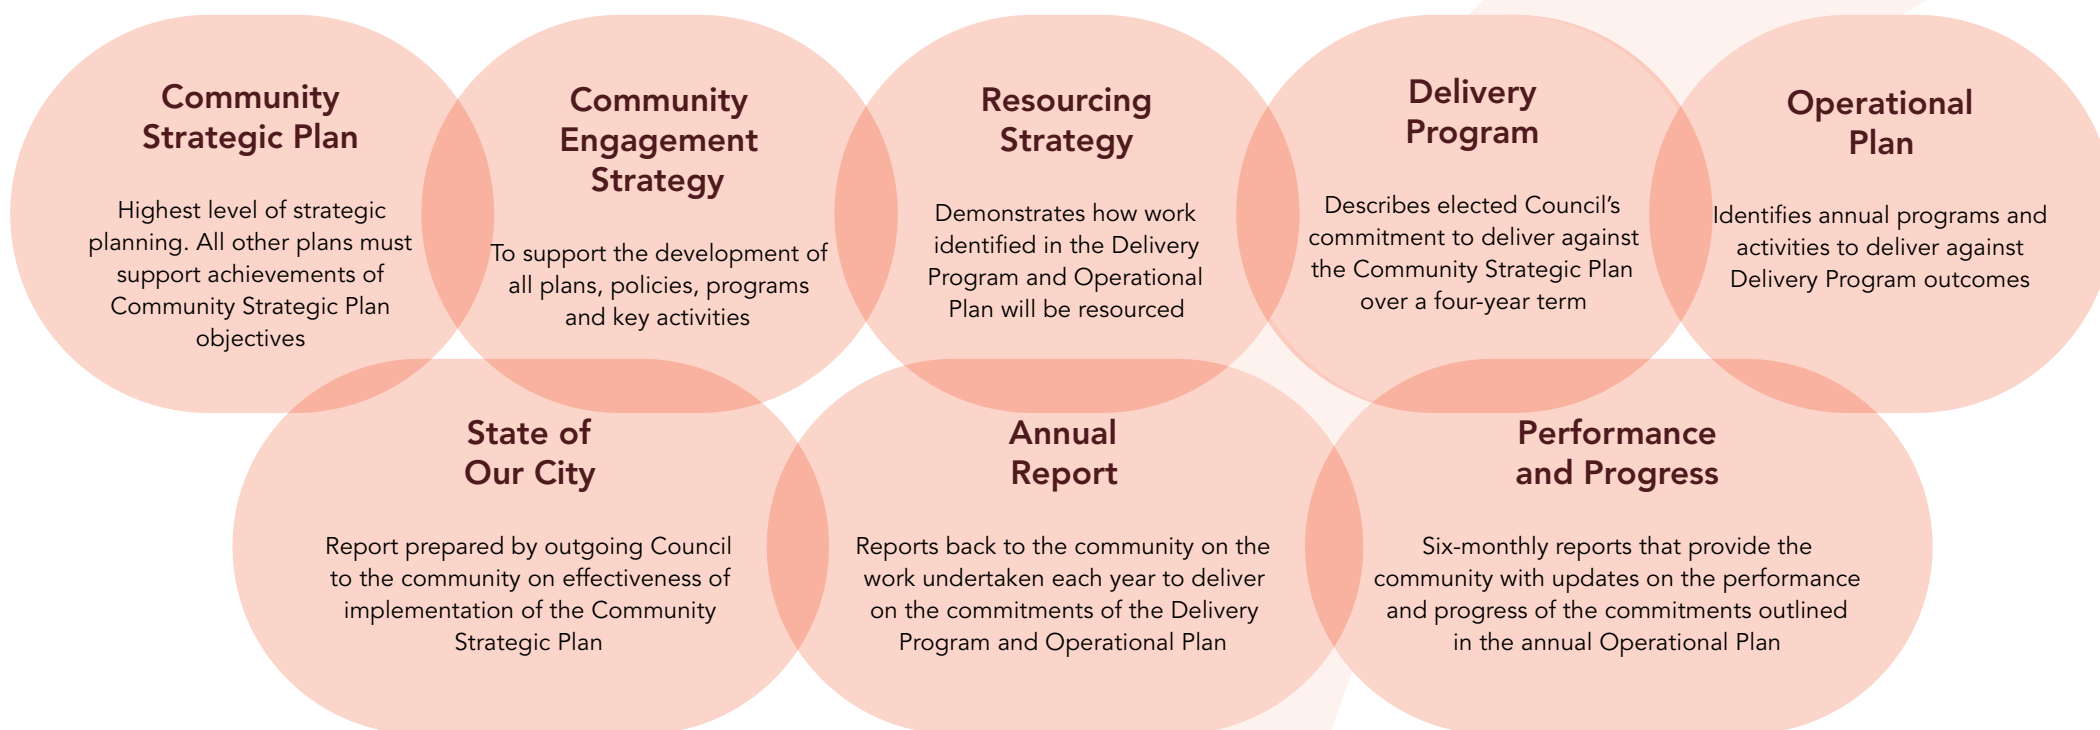 Community
Strategic Plan
Highest level of strategic
planning. All other plans must
support achievements of
Community Strategic Plan
objectives
Community
Engagement
Strategy
To support the development of
all plans, policies, programs
and key activities
Resourcing
Strategy
Demonstrates how work
identified in the Delivery
Program and Operational
Plan will be resourced
Delivery
Program
Describes elected Council’s
commitment to deliver against
the Community Strategic Plan
over a four-year term
Operational
Plan
Identifies annual programs and
activities to deliver against
Delivery Program outcomes
State of
Our City
Report prepared by outgoing Council
to the community on effectiveness of
implementation of the Community
Strategic Plan
Annual
Report
Reports back to the community on the
work undertaken each year to deliver
on the commitments of the Delivery
Program and Operational Plan
Performance
and Progress
Six-monthly reports that provide the
community with updates on the performance
and progress of the commitments outlined
in the annual Operational Plan